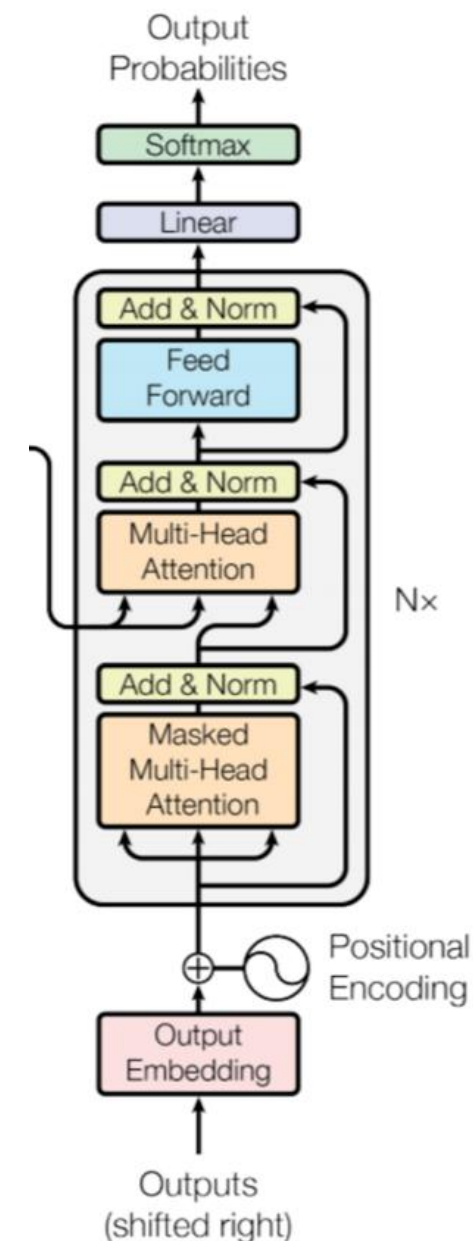 Output
Probabilities
Softmax
Linear
Add & Norm
Feed
Forward
Add & Norm
Multi-Head
Attention
N×
Add & Norm
Masked
Multi-Head
Attention
Positional
Encoding
Output
Embedding
Outputs
(shifted right)